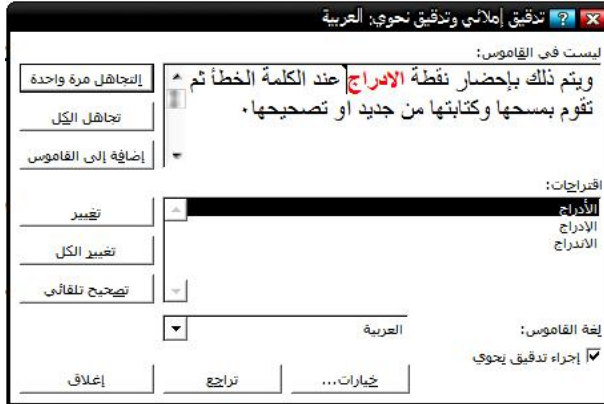 تدقيق إملائي وتدقيق نحوي: العربية
ليست في القاموس:
ويتم ذلك بإحضار نقطة الادراج عند الكلمة الخطأ ثم
تقوم بمسحها وكتابتها من جديد او تصحيحها.
التجاهل مرة واحدة
تجاهل الكل
إضافة إلى القاموس
اقتراحات:
الأدراج
الإدراج
الاندراج
تغيير
تغيير الكل
تصحيح تلقائي
لغة القاموس:
العربية
إجراء تدقيق نحوي
خيارات...
تراجع
إغلاق